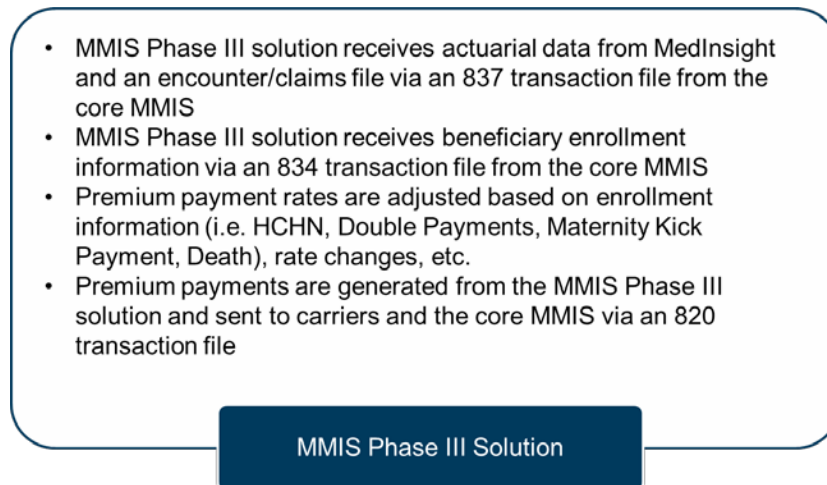 • MMIS Phase III solution receives actuarial data from MedInsight
and an encounter/claims file via an 837 transaction file from the
core MMIS
• MMIS Phase III solution receives beneficiary enrollment
information via an 834 transaction file from the core MMIS
• Premium payment rates are adjusted based on enrollment
information (i.e. HCHN, Double Payments, Maternity Kick
Payment, Death), rate changes, etc.
• Premium payments are generated from the MMIS Phase III
solution and sent to carriers and the core MMIS via an 820
transaction file
MMIS Phase III Solution